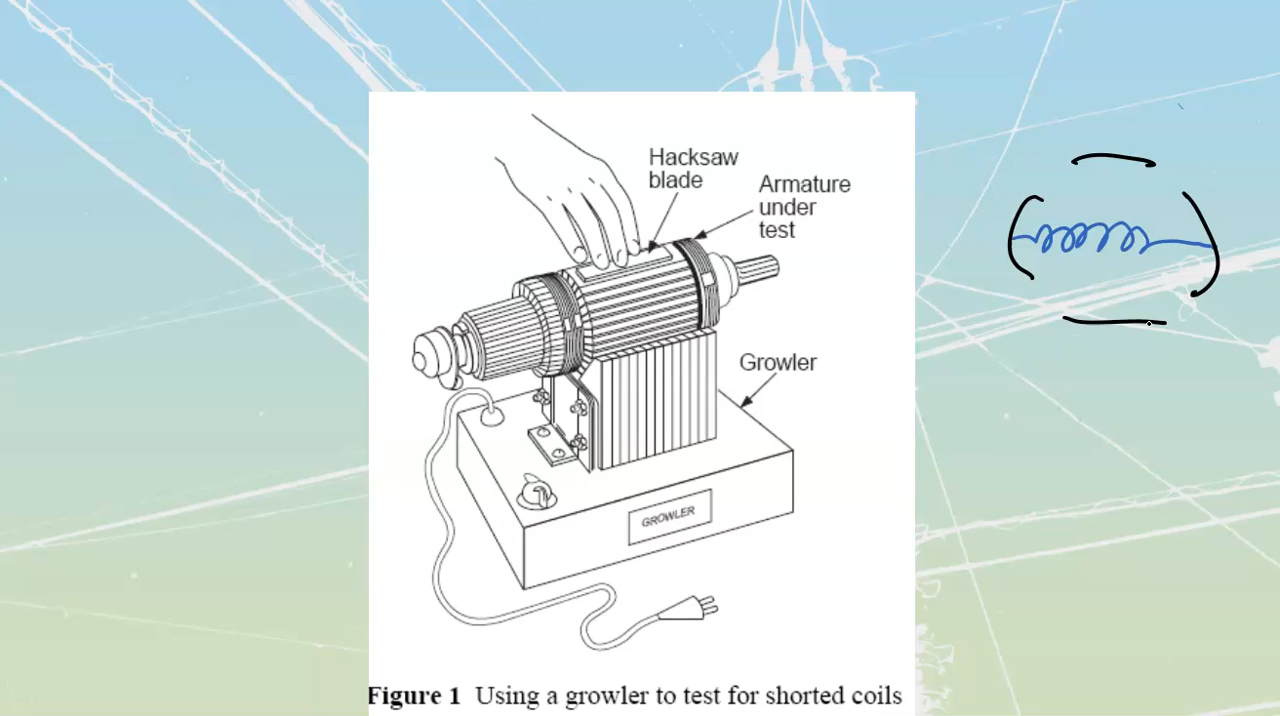 Hacksaw
blade
Armature
under
test
Growler
GROWLER
Figure 1 Using a growler to test for shorted coils